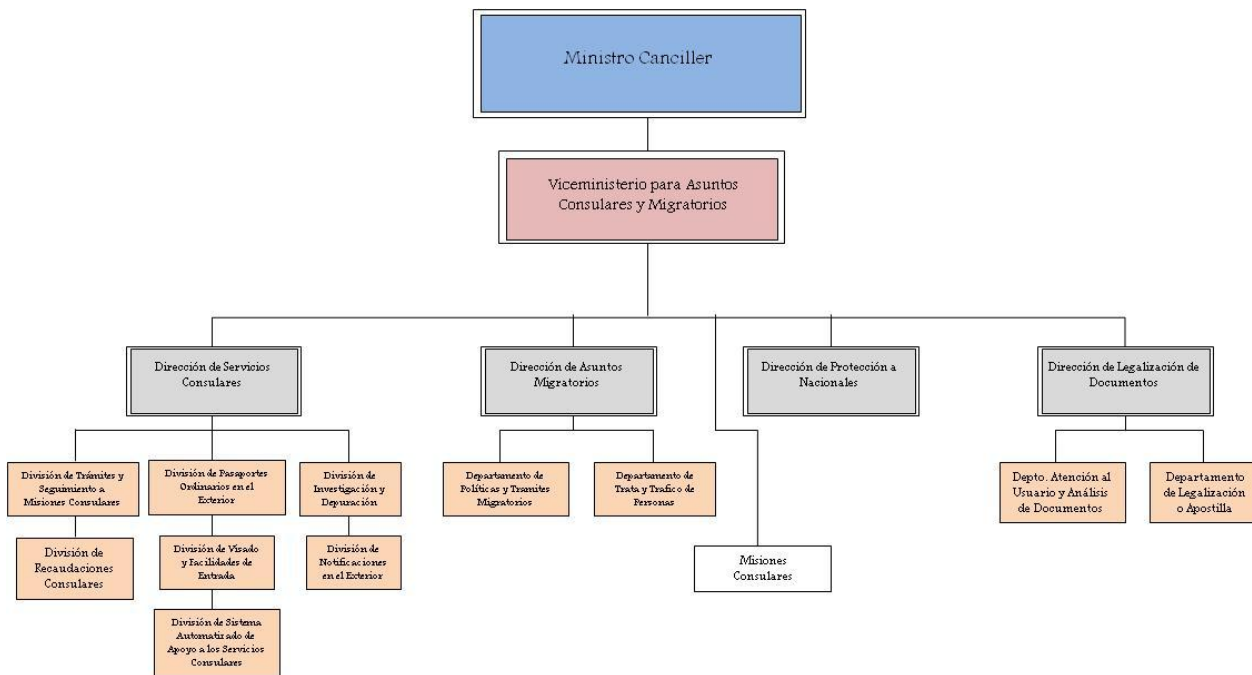 Ministro Canciller
Viceministerio para Asuntos
Consulares y Migratorios
Dirección de Servicios
Consulares
Dirección de Asuntos
Migratorios
Dirección de Protección a
Nacionales
Dirección de Legalización de
Documentos
División de Trámites y
Seguimiento a
Misiones Consulares
División de Pasaportes
Ordinarios en el
Exterior
División de
Investigación y
Depuración
Departamento de
Políticas y Tramites
Migratorios
Departamento de
Trata y Trafico de
Personas
Depto. Atención al
Usuario y Análisis
de Documentos
Departamento
de Legalización
o Apostilla
División de
Recaudaciones
Consulares
División de Visado
y Facilidades de
Entrada
División de
Notificaciones
en el Exterior
Misiones
Consulares
División de Sistema
Automatizado de
Apoyo a los Servicios
Consulares